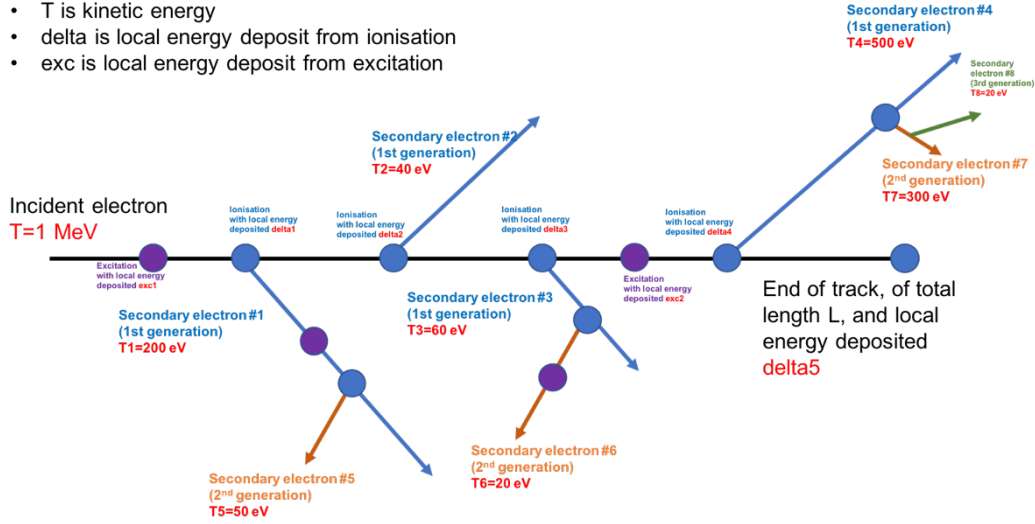 • T is kinetic energy
• delta is local energy deposit from ionisation
• exc is local energy deposit from excitation
Secondary electron #4
(1st generation)
T4=500 eV
Secondary
electron #8
(3rd generation)
T8=20 eV
Secondary electron #2
(1st generation)
T2=40 eV
Secondary electron #7
(2nd generation)
T7=300 eV
Incident electron
T=1 MeV
Ionisation
with local energy
deposited delta1
Ionisation
with local energy
deposited delta2
Ionisation
with local energy
deposited delta3
Ionisation
with local energy
deposited delta4
Excitation
with local energy
deposited exc1
Excitation
with local energy
deposited exc2
Secondary electron #1
(1st generation)
T1=200 eV
Secondary electron #3
(1st generation)
T3=60 eV
End of track, of total
length L, and local
energy deposited
delta5
Secondary electron #5
(2nd generation)
T5=50 eV
Secondary electron #6
(2nd generation)
T6=20 eV